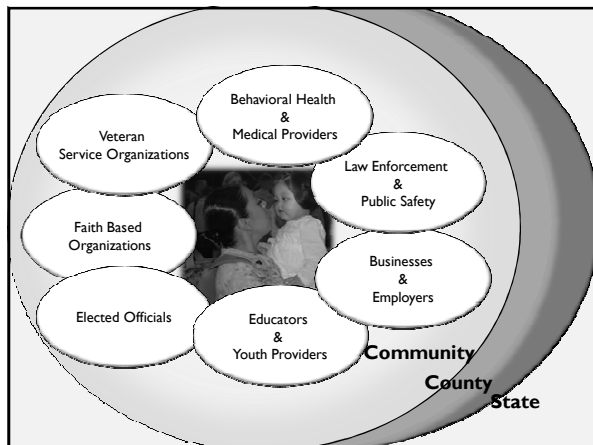 Behavioral Health
&
Medical Providers
Veteran
Service Organizations
Law Enforcement
&
Public Safety
Faith Based
Organizations
Businesses
&
Employers
Elected Officials
Educators
&
Youth Providers
Community
County
State